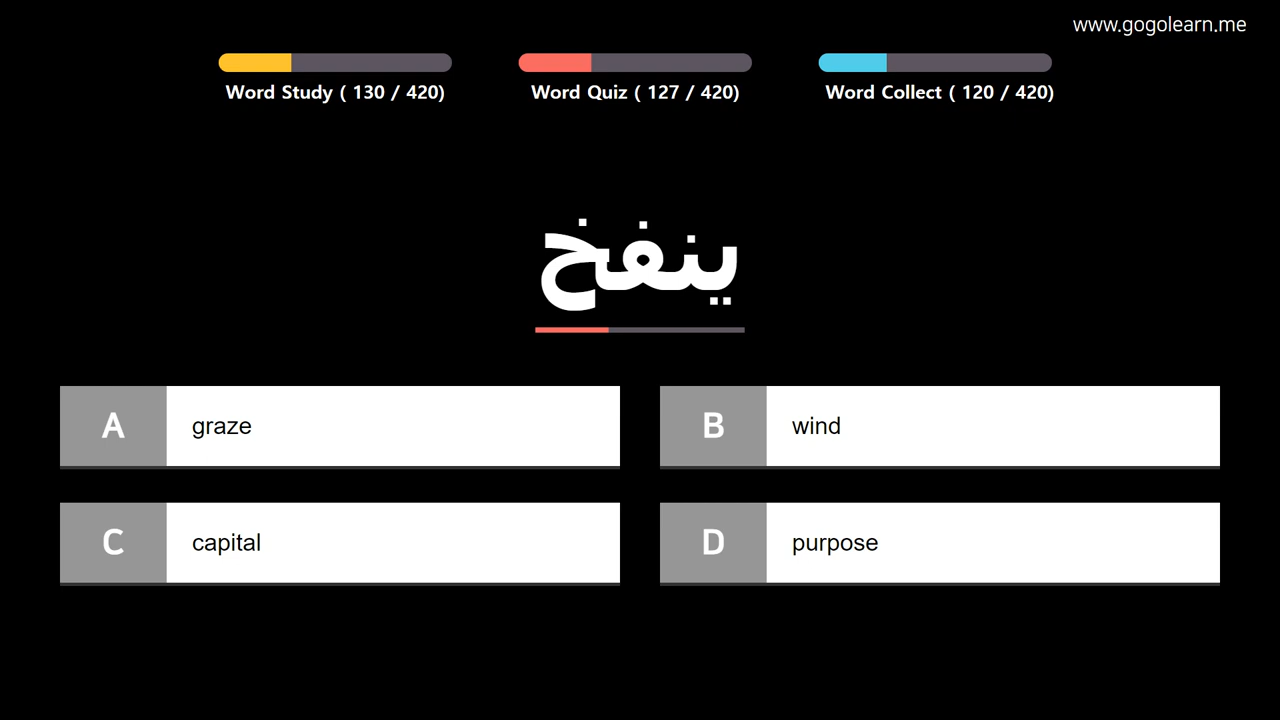 www.gogolearn.me
Word Study ( 130 / 420)
Word Quiz ( 127 / 420)
Word Collect ( 120 / 420)
ينفخ
A graze
B wind
C capital
D purpose